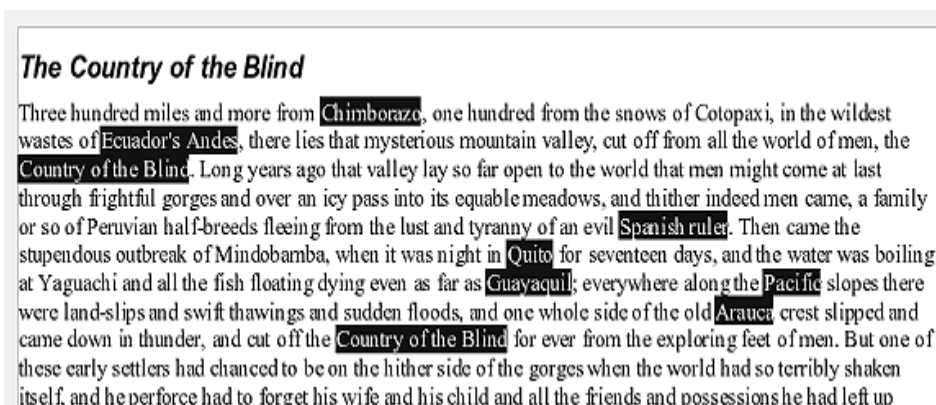 The Country of the Blind
Three hundred miles and more from Chimborazo, one hundred from the snows of Cotopaxi, in the wildest
wastes of Ecuador's Andes, there lies that mysterious mountain valley, cut off from all the world of men, the
Country of the Blind. Long years ago that valley lay so far open to the world that men might come at last
through frightful gorges and over an icy pass into its equable meadows, and thither indeed men came, a family
or so of Peruvian half-breeds fleeing from the lust and tyranny of an evil Spanish ruler. Then came the
stupendous outbreak of Mindobamba, when it was night in Quito for seventeen days, and the water was boiling
at Yaguachi and all the fish floating dying even as far as Guayaquil; everywhere along the Pacific slopes there
were land-slips and swift thawings and sudden floods, and one whole side of the old Arauca crest slipped and
came down in thunder, and cut off the Country of the Blind for ever from the exploring feet of men. But one of
these early settlers had chanced to be on the hither side of the gorges when the world had so terribly shaken
itself, and he perforce had to forget his wife and his child and all the friends and possessions he had left up